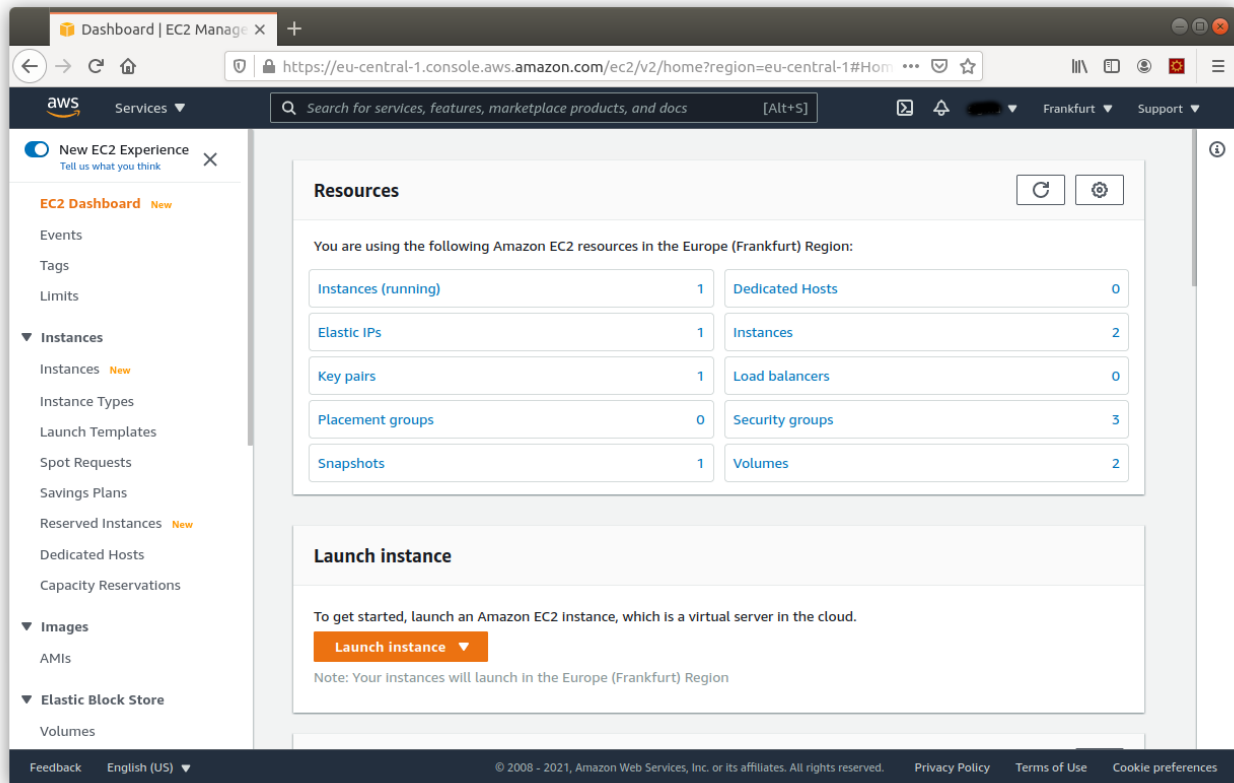 Dashboard | EC2 Manage
https://eu-central-1.console.aws.amazon.com/ec2/v2/home?region=eu-central-1#Hom
aws Services Search for services, features, marketplace products, and docs [Alt+S] Frankfurt Support
New EC2 Experience
Tell us what you think
EC2 Dashboard New
Events
Tags
Limits
Instances
Instances New
Instance Types
Launch Templates
Spot Requests
Savings Plans
Reserved Instances New
Dedicated Hosts
Capacity Reservations
Images
AMIs
Elastic Block Store
Volumes
Resources
You are using the following Amazon EC2 resources in the Europe (Frankfurt) Region:
Instances (running) 1 Dedicated Hosts 0
Elastic IPs 1 Instances 2
Key pairs 1 Load balancers 0
Placement groups 0 Security groups 3
Snapshots 1 Volumes 2
Launch instance
To get started, launch an Amazon EC2 instance, which is a virtual server in the cloud.
Launch instance
Note: Your instances will launch in the Europe (Frankfurt) Region
Feedback English (US) © 2008 - 2021, Amazon Web Services, Inc. or its affiliates. All rights reserved. Privacy Policy Terms of Use Cookie preferences